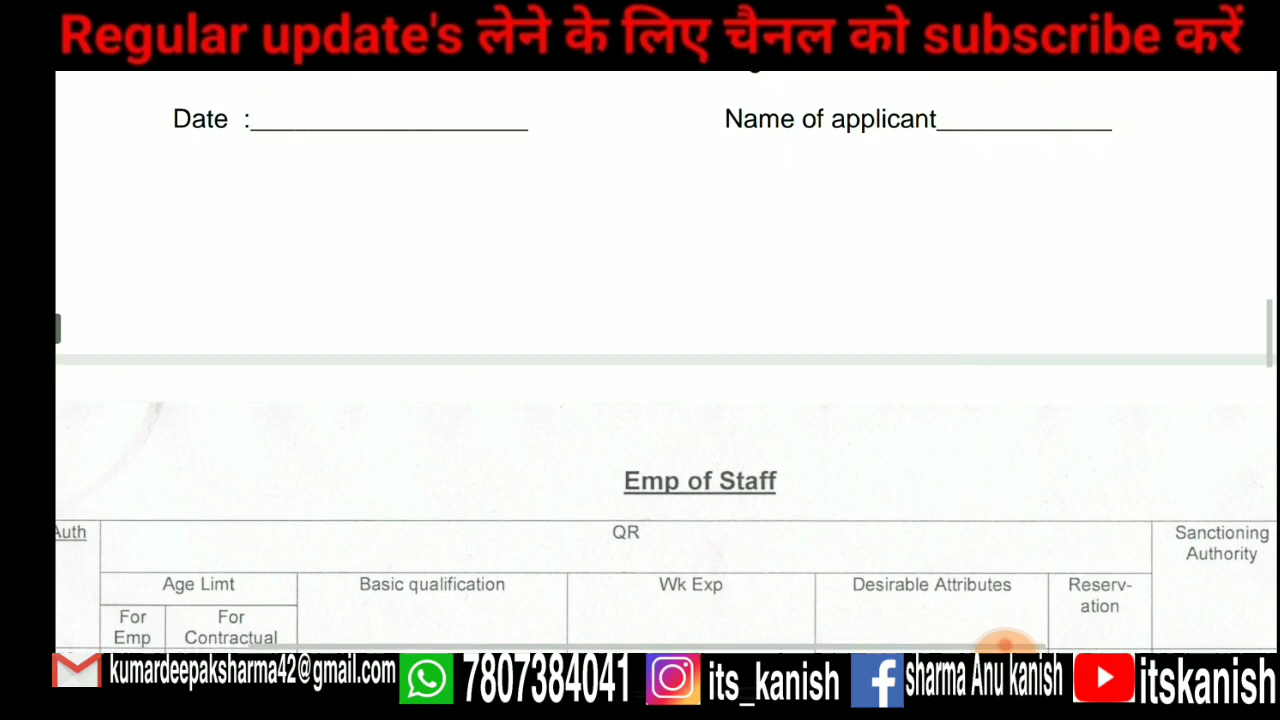 Regular update's लेने के लिए चैनल को subscribe करें
Date :___________________ Name of applicant_____________
Emp of Staff
Auth QR Sanctioning Authority
Age Limt Basic qualification Wk Exp Desirable Attributes Reserv-ation
For Emp For Contractual
kumardeepaksharma42@gmail.com 7807384041 its_kanish sharma Anu kanish itskanish